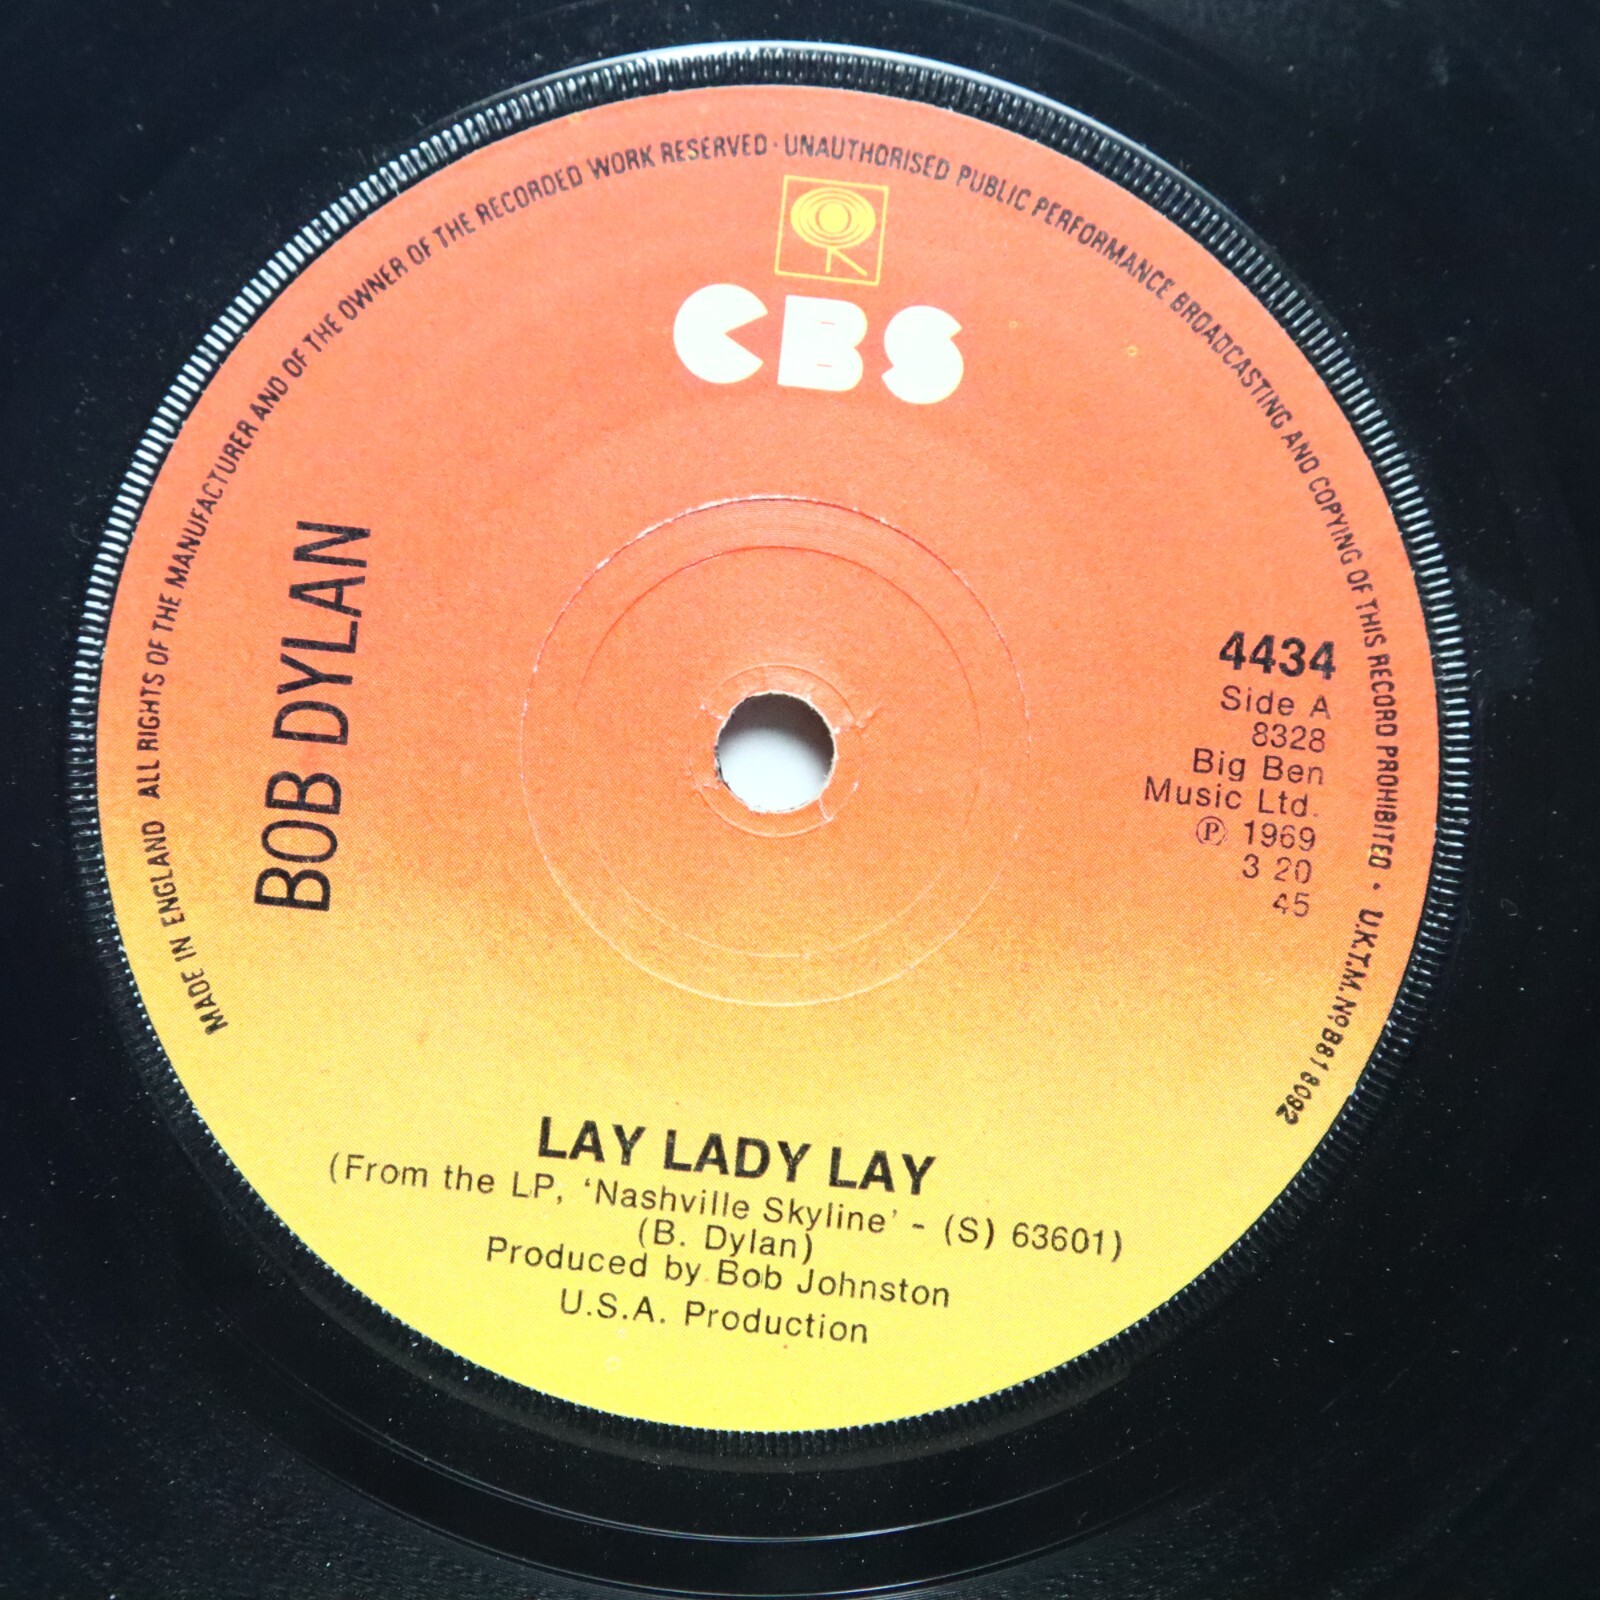 MADE IN ENGLAND ALL RIGHTS OF THE MANUFACTURER AND OF THE OWNER OF THE RECORDED WORK RESERVED · UNAUTHORISED PUBLIC PERFORMANCE BROADCASTING AND COPYING OF THIS RECORD PROHIBITED · U.K.T.M. No B618092
CBS
BOB DYLAN
4434
Side A
8328
Big Ben
Music Ltd.
℗ 1969
3 20
45
LAY LADY LAY
(From the LP, ‘Nashville Skyline’ - (S) 63601)
(B. Dylan)
Produced by Bob Johnston
U.S.A. Production